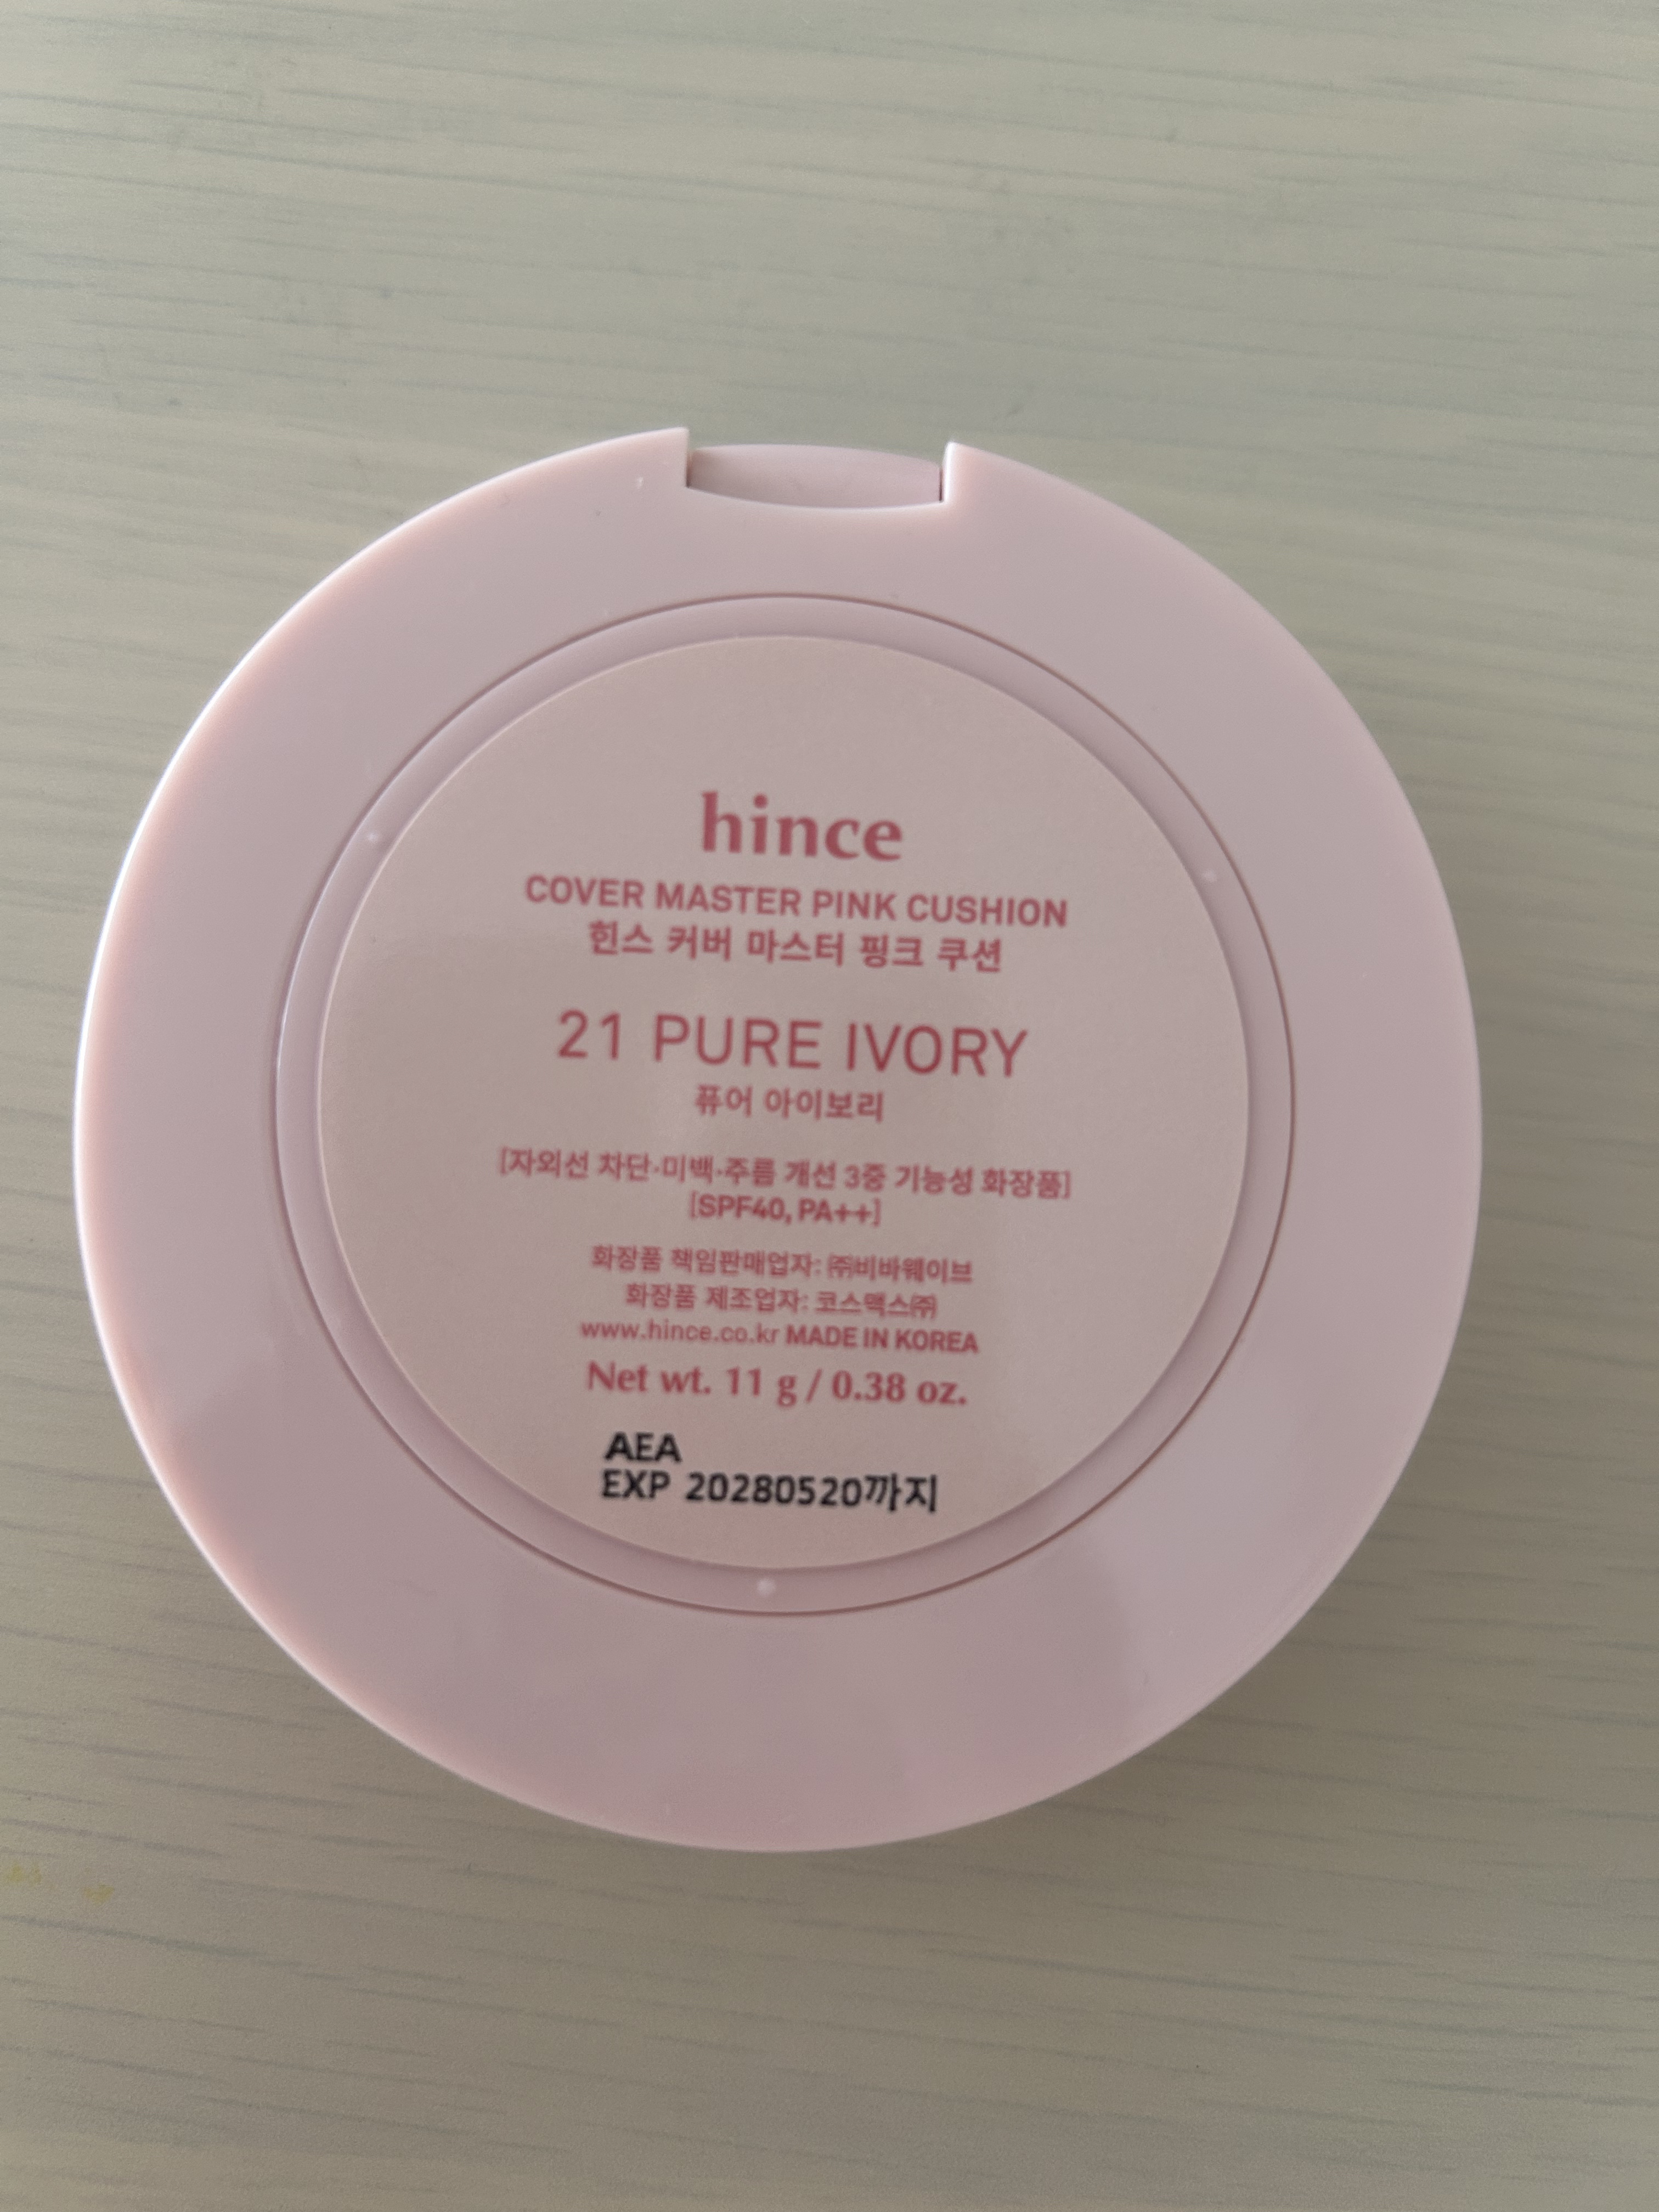 hince
COVER MASTER PINK CUSHION
힌스 커버 마스터 핑크 쿠션
21 PURE IVORY
퓨어 아이보리
[자외선 차단·미백·주름 개선 3중 기능성 화장품]
[SPF40, PA++]
화장품 책임판매업자: ㈜비바웨이브
화장품 제조업자: 코스맥스㈜
www.hince.co.kr MADE IN KOREA
Net wt. 11 g / 0.38 oz.
AEA
EXP 20280520까지